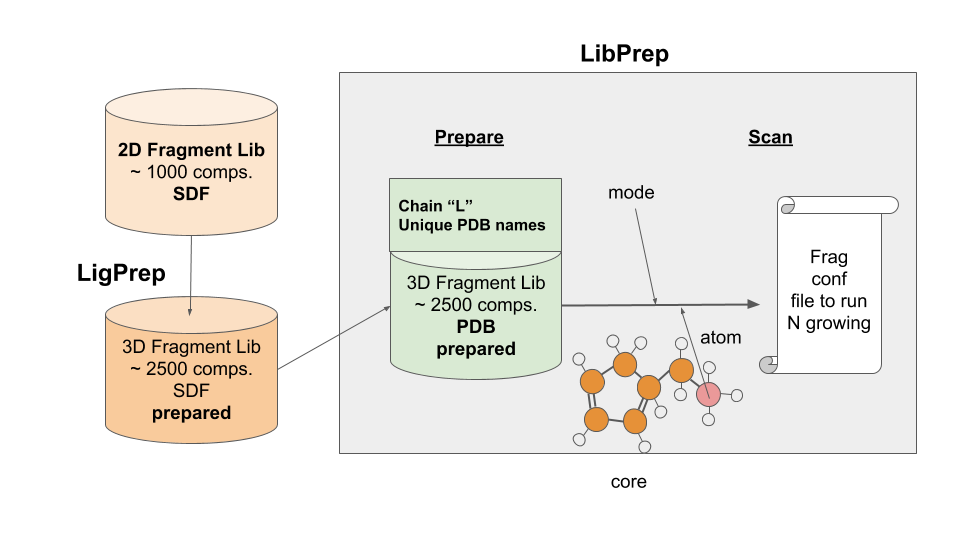 LibPrep
2D Fragment Lib
~ 1000 comps.
SDF
LigPrep
3D Fragment Lib
~ 2500 comps.
SDF
prepared
Prepare
Chain “L”
Unique PDB names
3D Fragment Lib
~ 2500 comps.
PDB
prepared
Scan
mode
atom
Frag
conf
file to run
N growing
core